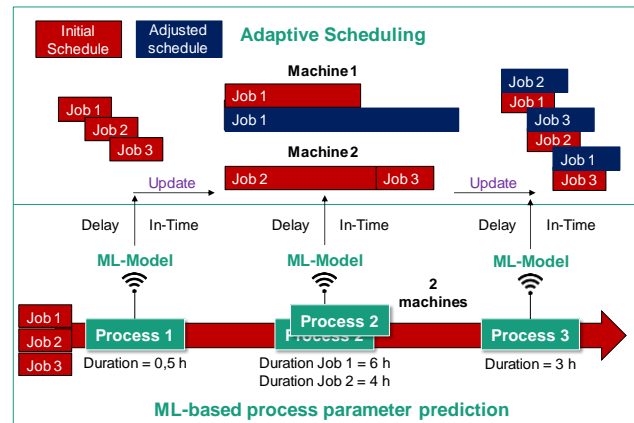 Initial
Schedule
Adjusted
schedule
Adaptive Scheduling
Machine 1
Job 1
Job 1
Machine 2
Job 2
Job 3
Job 1
Job 2
Job 3
Job 2
Job 1
Job 3
Job 2
Job 1
Job 3
Update
Update
Delay
In-Time
Delay
In-Time
Delay
In-Time
ML-Model
ML-Model
ML-Model
2
machines
Job 1
Job 2
Job 3
Process 1
Process 2
Process 2
Process 3
Duration = 0,5 h
Duration Job 1 = 6 h
Duration Job 2 = 4 h
Duration = 3 h
ML-based process parameter prediction